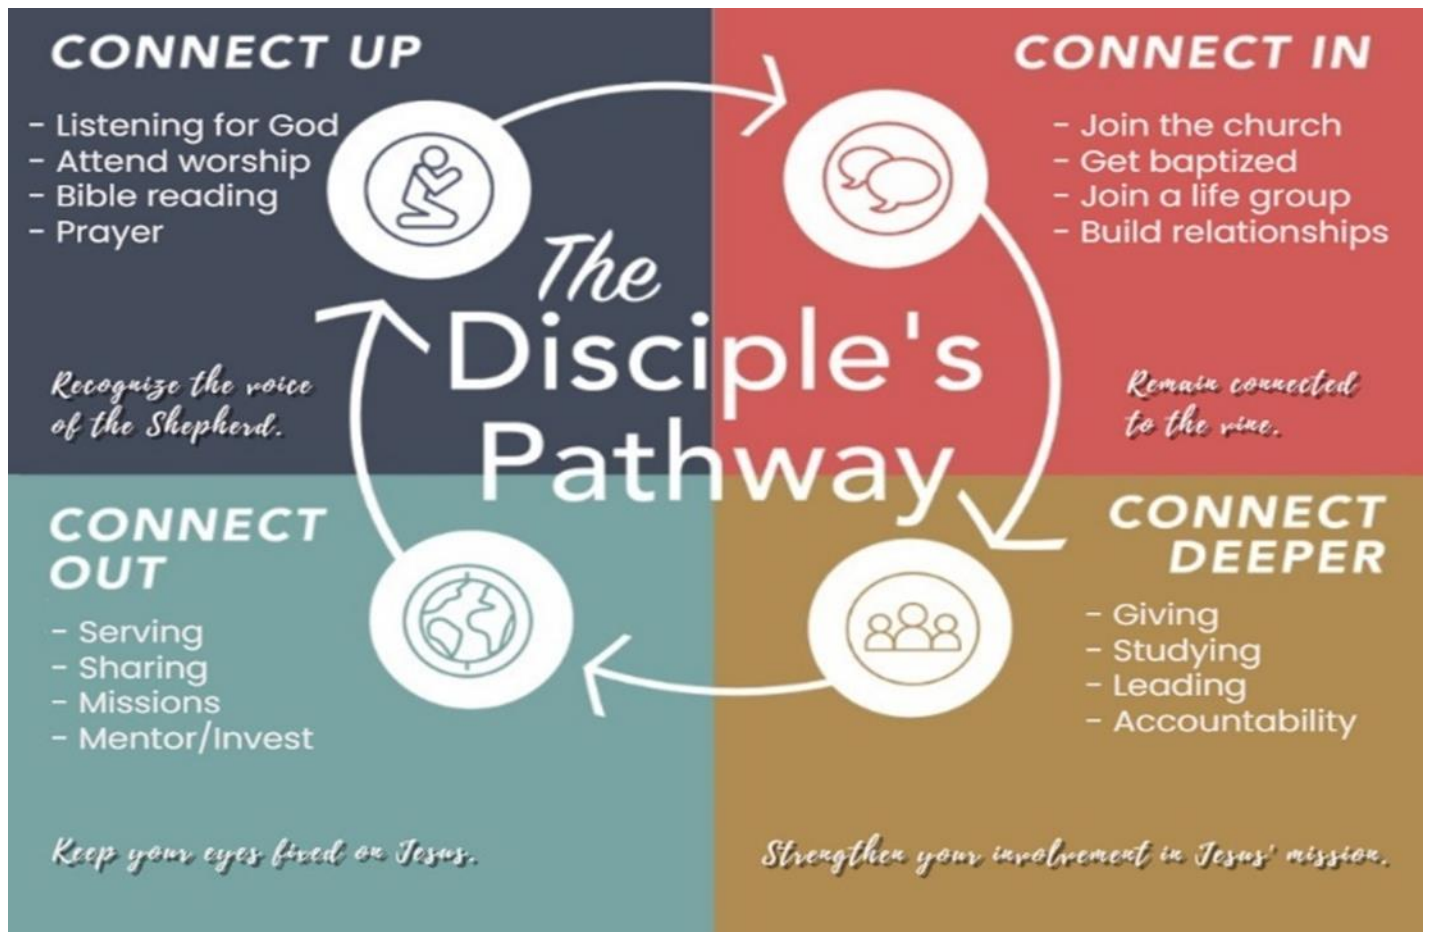 CONNECT UP
- Listening for God
- Attend worship
- Bible reading
- Prayer
Recognize the voice
of the Shepherd.
CONNECT IN
- Join the church
- Get baptized
- Join a life group
- Build relationships
Remain connected
to the vine.
The
Disciple's
Pathway
CONNECT
OUT
- Serving
- Sharing
- Missions
- Mentor/Invest
Keep your eyes fixed on Jesus.
CONNECT
DEEPER
- Giving
- Studying
- Leading
- Accountability
Strengthen your involvement in Jesus' mission.